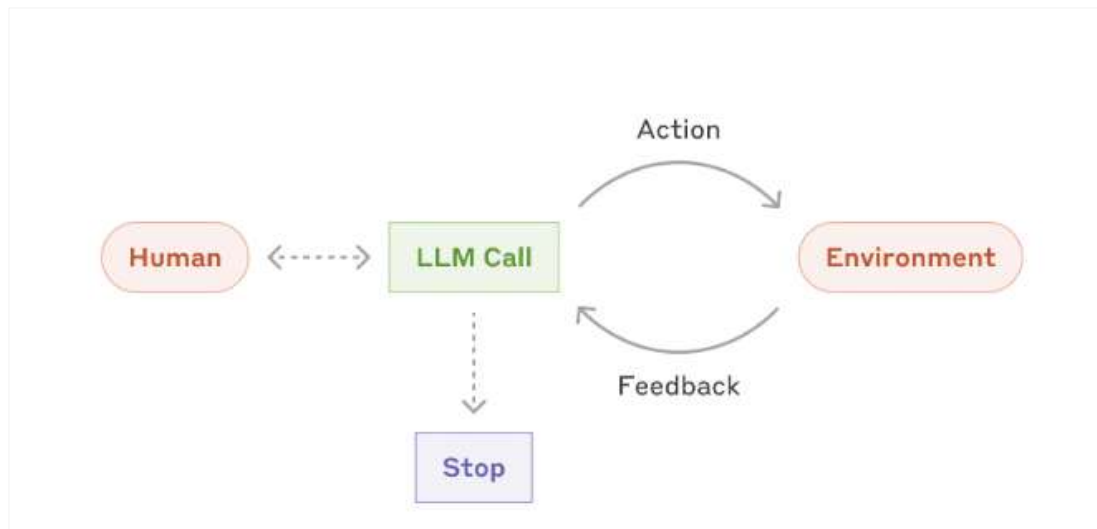 Action
Human
LLM Call
Environment
Feedback
Stop